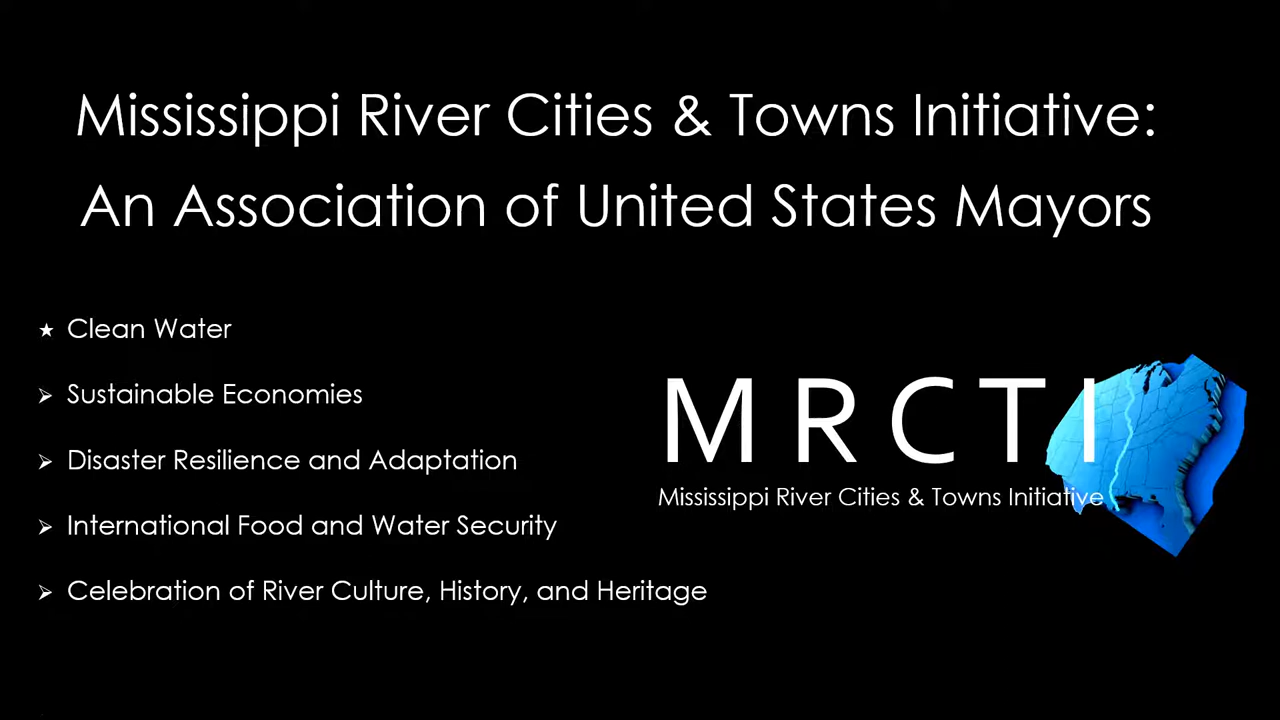 Mississippi River Cities & Towns Initiative:
An Association of United States Mayors
★ Clean Water
➢ Sustainable Economies
➢ Disaster Resilience and Adaptation
➢ International Food and Water Security
➢ Celebration of River Culture, History, and Heritage
MRCTI
Mississippi River Cities & Towns Initiative